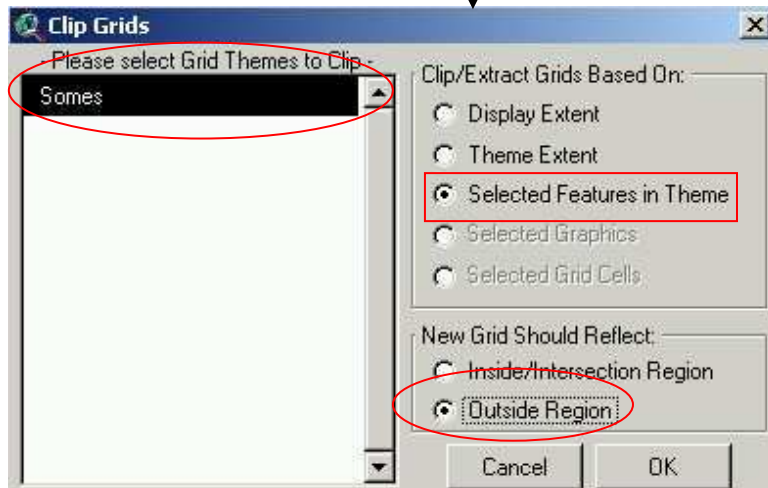 Clip Grids
- Please select Grid Themes to Clip -
Somes
Clip/Extract Grids Based On:
Display Extent
Theme Extent
Selected Features in Theme
Selected Graphics
Selected Grid Cells
New Grid Should Reflect:
Inside/Intersection Region
Outside Region
Cancel
OK